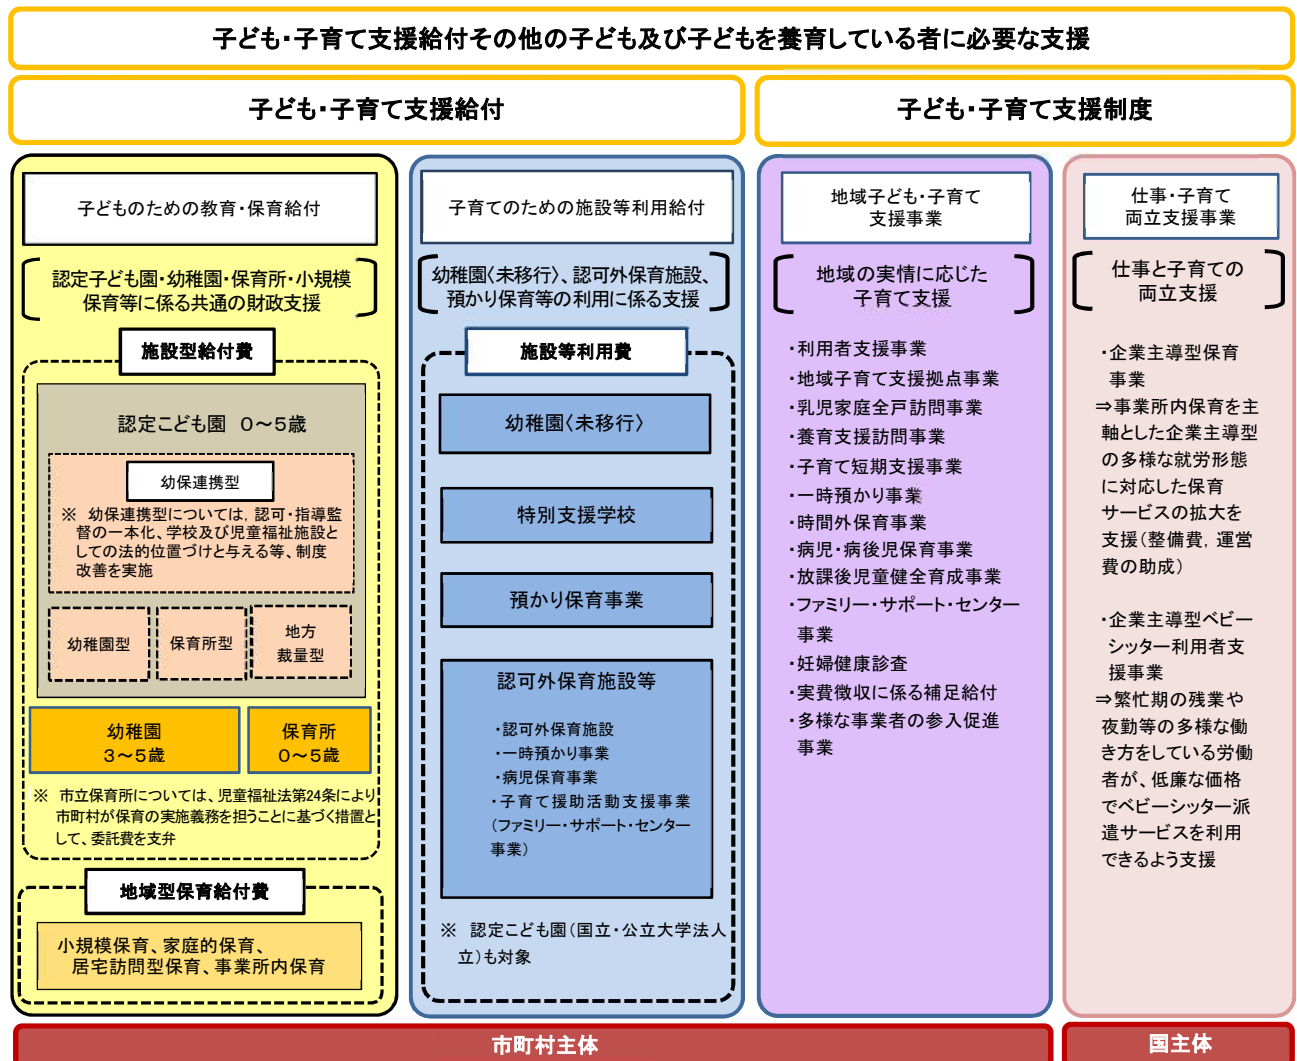 子ども・子育て支援給付その他の子ども及び子どもを養育している者に必要な支援
子ども・子育て支援給付
子ども・子育て支援制度
子どものための教育・保育給付
認定子ども園・幼稚園・保育所・小規模
保育等に係る共通の財政支援
施設型給付費
認定こども園 0～5歳
幼保連携型
※ 幼保連携型については, 認可・指導監
督の一本化、学校及び児童福祉施設と
しての法的位置づけと与える等、制度
改善を実施
幼稚園型
保育所型
地方
裁量型
幼稚園
3～5歳
保育所
0～5歳
※ 市立保育所については、児童福祉法第24条により
市町村が保育の実施義務を担うことに基づく措置と
して、委託費を支弁
地域型保育給付費
小規模保育、家庭的保育、
居宅訪問型保育、事業所内保育
子育てのための施設等利用給付
幼稚園〈未移行〉、認可外保育施設、
預かり保育等の利用に係る支援
施設等利用費
幼稚園〈未移行〉
特別支援学校
預かり保育事業
認可外保育施設等
・認可外保育施設
・一時預かり事業
・病児保育事業
・子育て援助活動支援事業
(ファミリー・サポート・センター
事業)
※ 認定こども園(国立・公立大学法人
立)も対象
地域子ども・子育て
支援事業
地域の実情に応じた
子育て支援
・利用者支援事業
・地域子育て支援拠点事業
・乳児家庭全戸訪問事業
・養育支援訪問事業
・子育て短期支援事業
・一時預かり事業
・時間外保育事業
・病児・病後児保育事業
・放課後児童健全育成事業
・ファミリー・サポート・センター
事業
・妊婦健康診査
・実費徴収に係る補足給付
・多様な事業者の参入促進
事業
仕事・子育て
両立支援事業
仕事と子育ての
両立支援
・企業主導型保育
事業
⇒事業所内保育を主
軸とした企業主導型
の多様な就労形態
に対応した保育
サービスの拡大を
支援(整備費, 運営
費の助成)
・企業主導型ベビー
シッター利用者支
援事業
⇒繁忙期の残業や
夜勤等の多様な働
き方をしている労働
者が、低廉な価格
でベビーシッター派
遣サービスを利用
できるよう支援
市町村主体
国主体